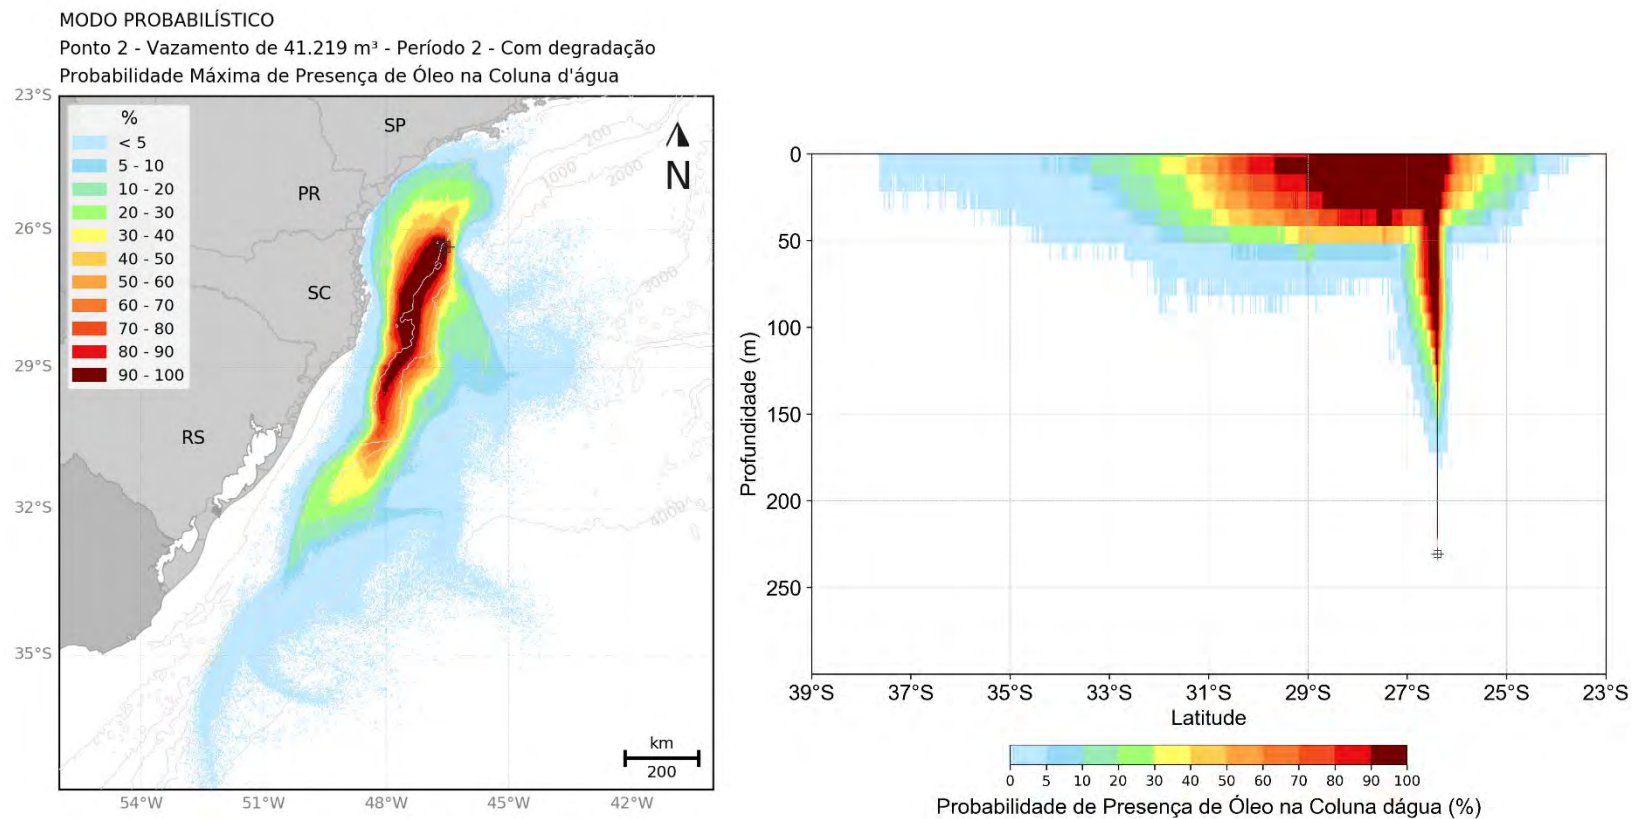 MODO PROBABILÍSTICO
Ponto 2 - Vazamento de 41.219 m³ - Período 2 - Com degradação
Probabilidade Máxima de Presença de Óleo na Coluna d'água
23°S
26°S
29°S
32°S
35°S
54°W
51°W
48°W
45°W
42°W
%
< 5
5 - 10
10 - 20
20 - 30
30 - 40
40 - 50
50 - 60
60 - 70
70 - 80
80 - 90
90 - 100
SP
PR
SC
RS
N
200
1000
2000
3000
4000
km
200
Profundidade (m)
0
50
100
150
200
250
39°S
37°S
35°S
33°S
31°S
29°S
27°S
25°S
23°S
Latitude
0
5
10
20
30
40
50
60
70
80
90
100
Probabilidade de Presença de Óleo na Coluna dágua (%)